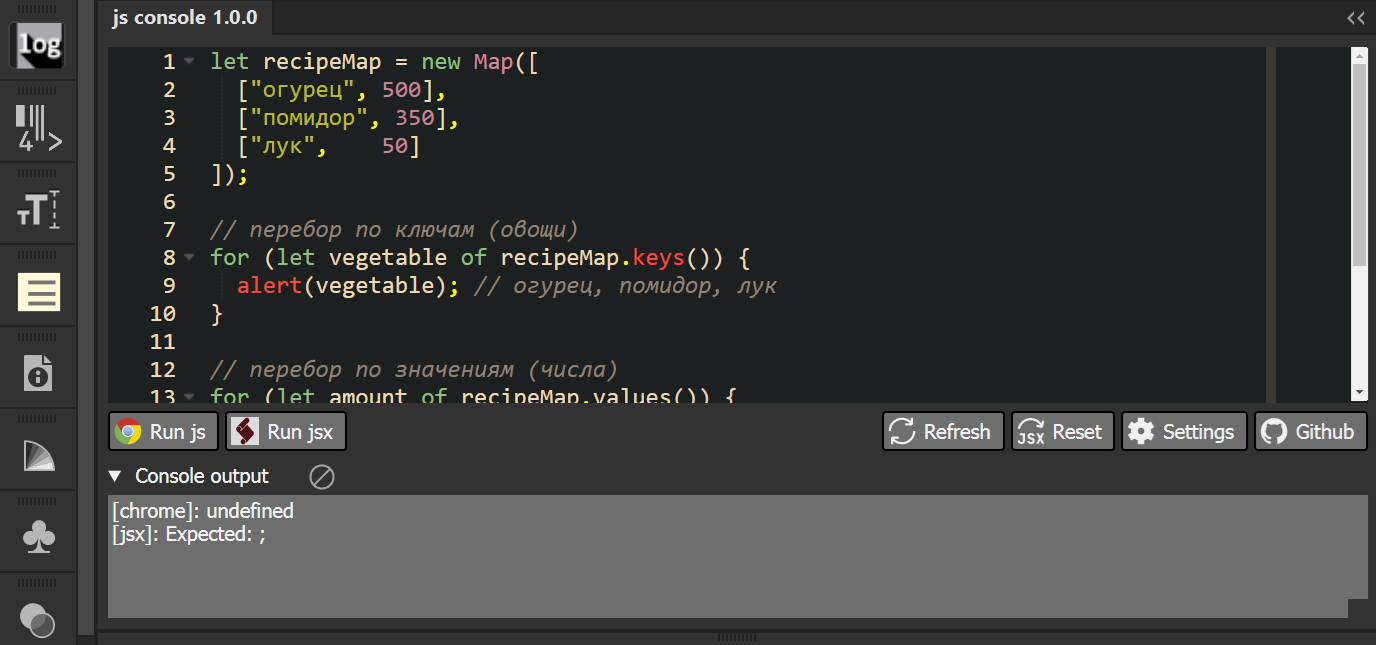 js console 1.0.0
log
4
TT
1 let recipeMap = new Map([
2 ["огурец", 500],
3 ["помидор", 350],
4 ["лук",    50]
5 ]);
6
7 // перебор по ключам (овощи)
8 for (let vegetable of recipeMap.keys()) {
9 alert(vegetable); // огурец, помидор, лук
10 }
11
12 // перебор по значениям (числа)
13 for (let amount of recipeMap.values()) {
Run js Run jsx Refresh JSX Reset Settings Github
Console output
[chrome]: undefined
[jsx]: Expected: ;